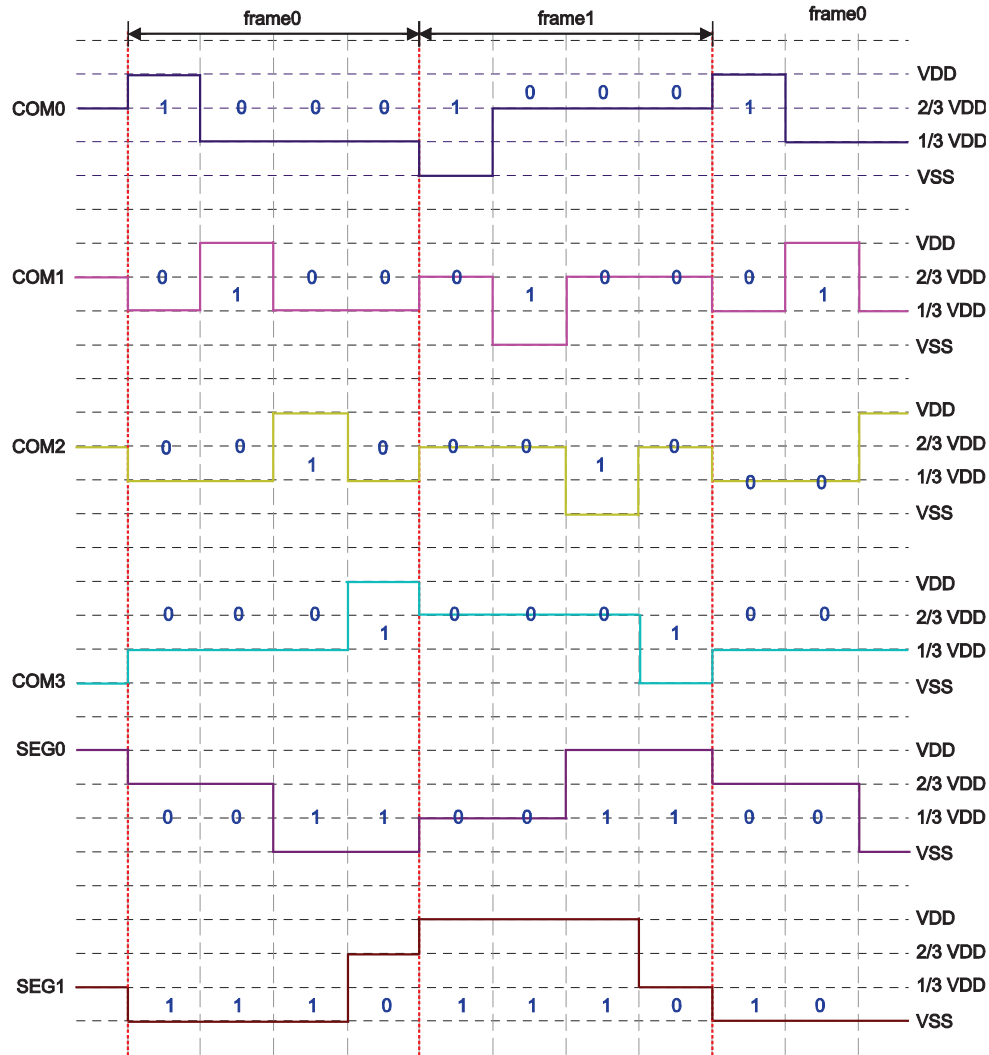 frame0 frame1 frame0
VDD
COM0 1 0 0 0 1 0 0 0 1 2/3 VDD
1/3 VDD
VSS
VDD
COM1 0 1 0 0 0 1 0 0 0 1 2/3 VDD
1/3 VDD
VSS
VDD
COM2 0 0 1 0 0 0 1 0 0 0 2/3 VDD
1/3 VDD
VSS
VDD
0 0 0 1 0 0 0 1 0 0 2/3 VDD
1/3 VDD
COM3 VSS
SEG0 VDD
2/3 VDD
0 0 1 1 0 0 1 1 0 0 1/3 VDD
VSS
VDD
2/3 VDD
SEG1 1/3 VDD
1 1 1 0 1 1 1 0 1 0 VSS